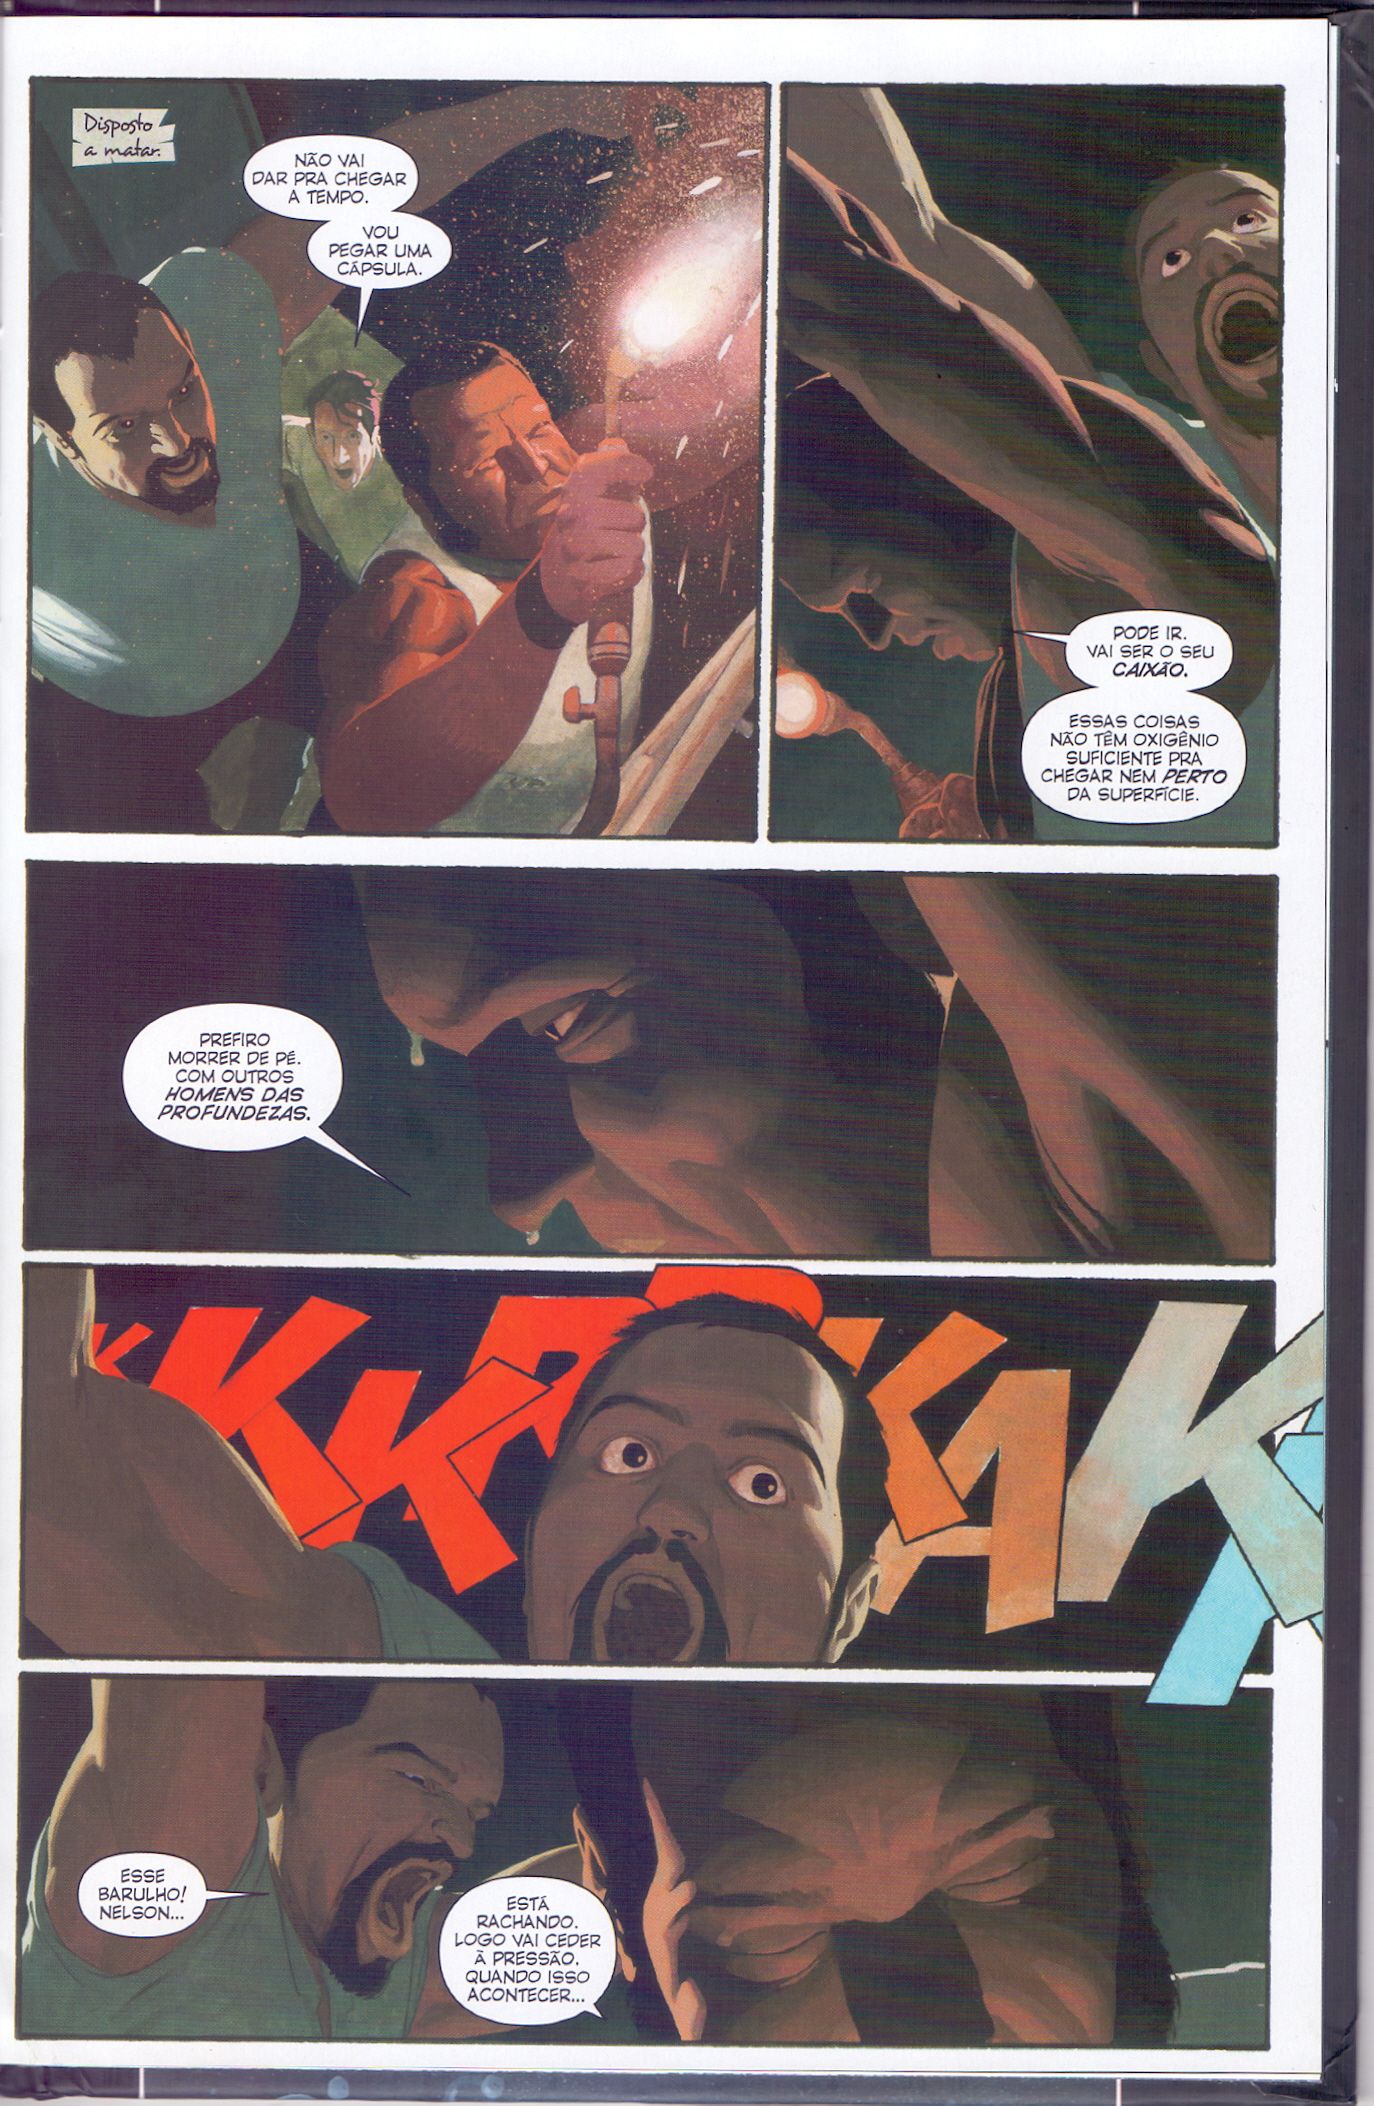 Disposto
a matar.
NÃO VAI
DAR PRA CHEGAR
A TEMPO.
VOU
PEGAR UMA
CÁPSULA.
PODE IR.
VAI SER O SEU
CAIXÃO.
ESSAS COISAS
NÃO TÊM OXIGÊNIO
SUFICIENTE PRA
CHEGAR NEM PERTO
DA SUPERFÍCIE.
PREFIRO
MORRER DE PÉ.
COM OUTROS
HOMENS DAS
PROFUNDEZAS.
ESSE
BARULHO!
NELSON...
ESTÁ
RACHANDO.
LOGO VAI CEDER
À PRESSÃO.
QUANDO ISSO
ACONTECER...